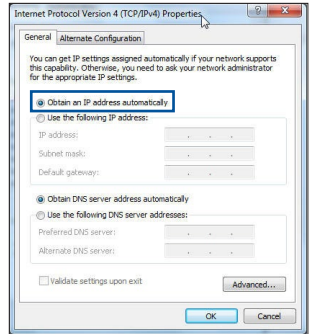 Internet Protocol Version 4 (TCP/IPv4) Properties
General
Alternate Configuration
You can get IP settings assigned automatically if your network supports
this capability. Otherwise, you need to ask your network administrator
for the appropriate IP settings.
Obtain an IP address automatically
Use the following IP address:
IP address:
Subnet mask:
Default gateway:
Obtain DNS server address automatically
Use the following DNS server addresses:
Preferred DNS server:
Alternate DNS server:
Validate settings upon exit
Advanced...
OK
Cancel